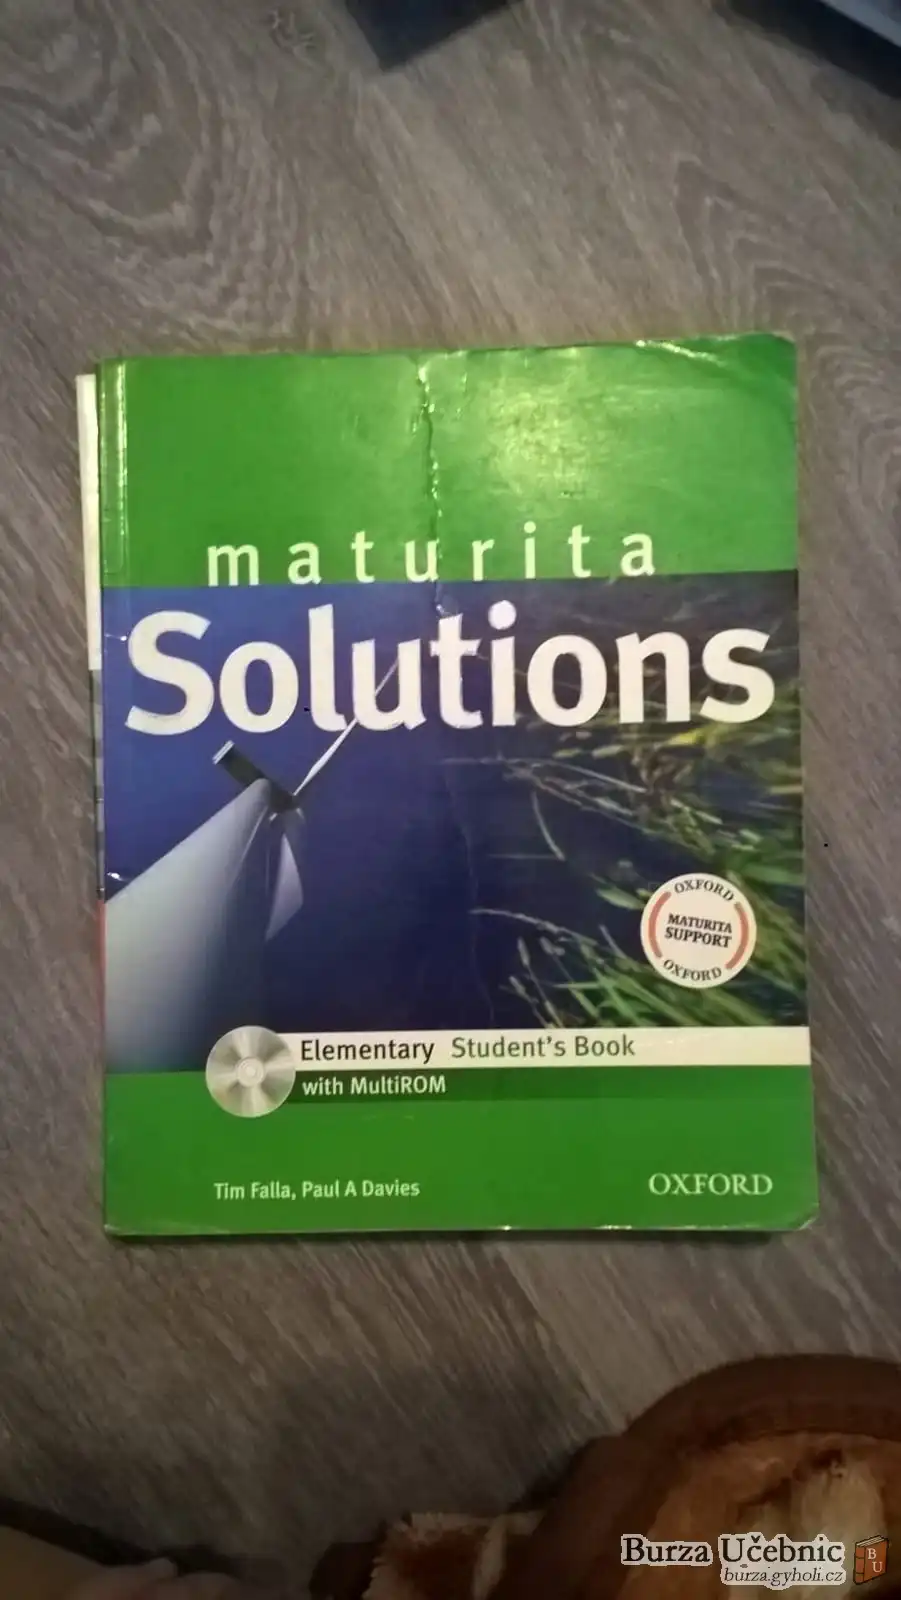 maturita
Solutions
OXFORD
MATURITA
SUPPORT
OXFORD
Elementary Student's Book
with MultiROM
Tim Falla, Paul A Davies
OXFORD
Burza Učebnic
burza.gyholi.cz
B
U